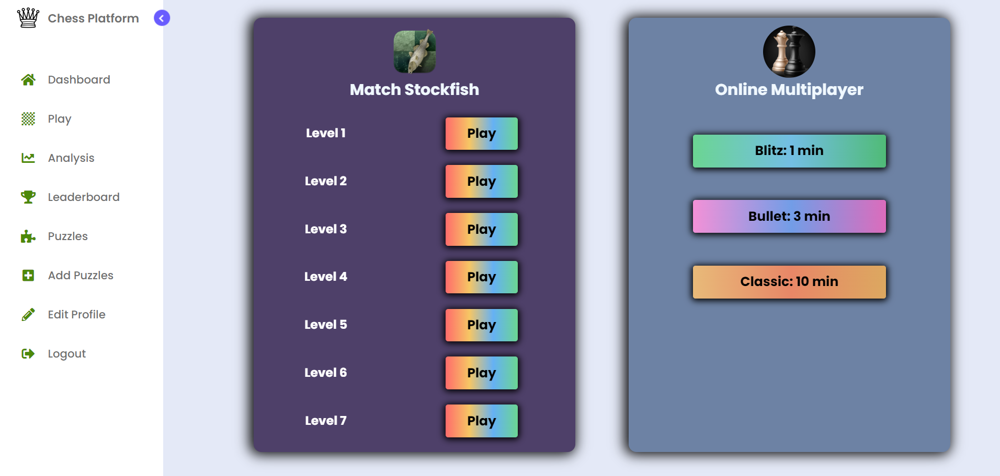 Chess Platform
Dashboard
Play
Analysis
Leaderboard
Puzzles
Add Puzzles
Edit Profile
Logout
Match Stockfish
Level 1 Play
Level 2 Play
Level 3 Play
Level 4 Play
Level 5 Play
Level 6 Play
Level 7 Play
Online Multiplayer
Blitz: 1 min
Bullet: 3 min
Classic: 10 min